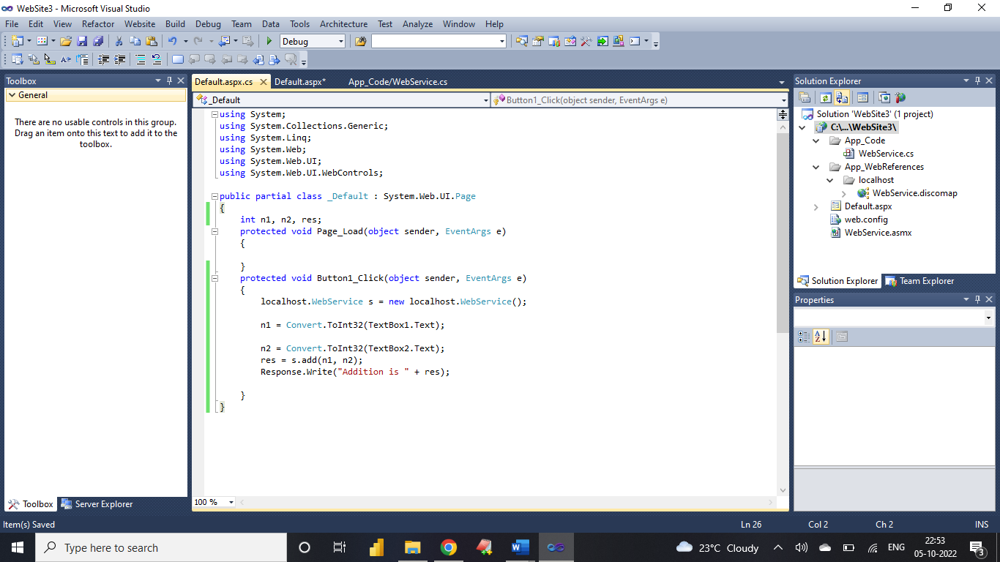 WebSite3 - Microsoft Visual Studio
File Edit View Refactor Website Build Debug Team Data Tools Architecture Test Analyze Window Help
Debug
Toolbox
General
There are no usable controls in this group.
Drag an item onto this text to add it to the
toolbox.
Toolbox
Server Explorer
Default.aspx.cs
Default.aspx*
App_Code/WebService.cs
_Default
Button1_Click(object sender, EventArgs e)
using System;
using System.Collections.Generic;
using System.Linq;
using System.Web;
using System.Web.UI;
using System.Web.UI.WebControls;
public partial class _Default : System.Web.UI.Page
{
int n1, n2, res;
protected void Page_Load(object sender, EventArgs e)
{
}
protected void Button1_Click(object sender, EventArgs e)
{
localhost.WebService s = new localhost.WebService();
n1 = Convert.ToInt32(TextBox1.Text);
n2 = Convert.ToInt32(TextBox2.Text);
res = s.add(n1, n2);
Response.Write("Addition is " + res);
}
}
100 %
Solution Explorer
Solution 'WebSite3' (1 project)
C:\...\WebSite3\
App_Code
WebService.cs
App_WebReferences
localhost
WebService.discomap
Default.aspx
web.config
WebService.asmx
Solution Explorer
Team Explorer
Properties
A
Z
Item(s) Saved
Ln 26
Col 2
Ch 2
INS
Type here to search
23°C Cloudy
ENG
22:53
05-10-2022
3